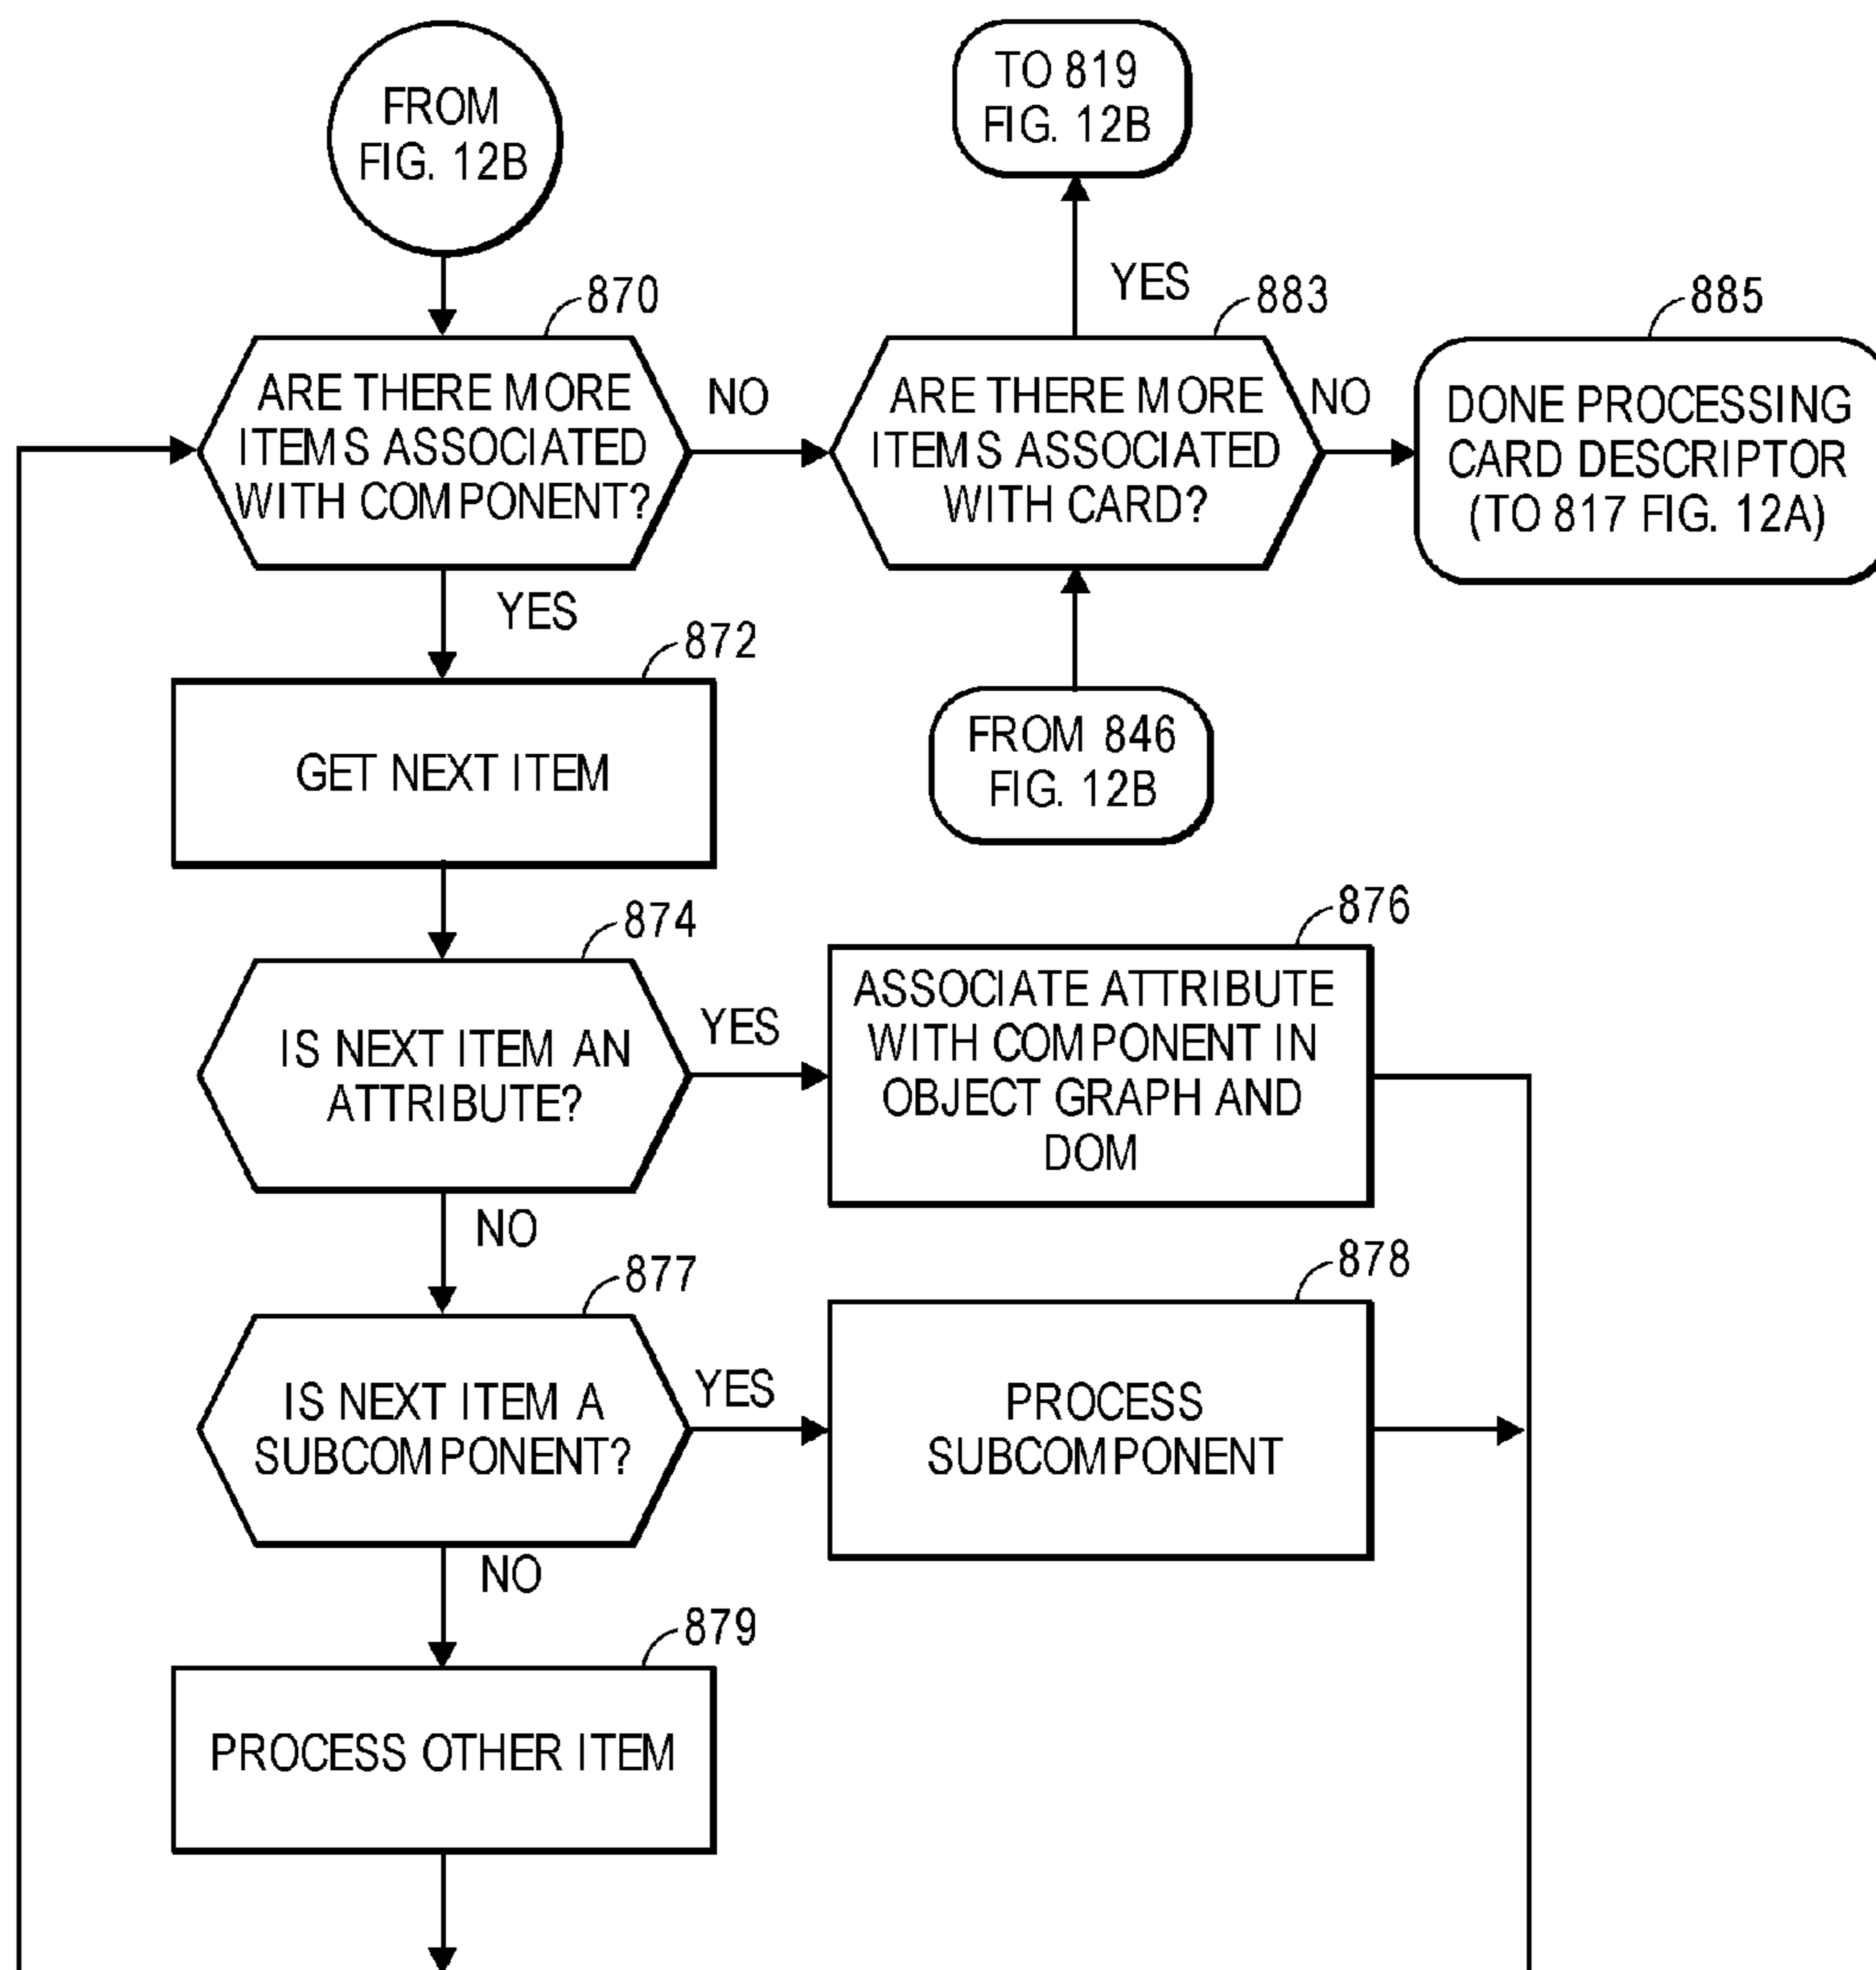 FROM
FIG. 12B
TO 819
FIG. 12B
870
ARE THERE MORE
ITEMS ASSOCIATED
WITH COMPONENT?
NO
YES
883
ARE THERE MORE
ITEMS ASSOCIATED
WITH CARD?
NO
885
DONE PROCESSING
CARD DESCRIPTOR
(TO 817 FIG. 12A)
YES
872
GET NEXT ITEM
FROM 846
FIG. 12B
874
IS NEXT ITEM AN
ATTRIBUTE?
YES
876
ASSOCIATE ATTRIBUTE
WITH COMPONENT IN
OBJECT GRAPH AND
DOM
NO
877
IS NEXT ITEM A
SUBCOMPONENT?
YES
878
PROCESS
SUBCOMPONENT
NO
879
PROCESS OTHER ITEM